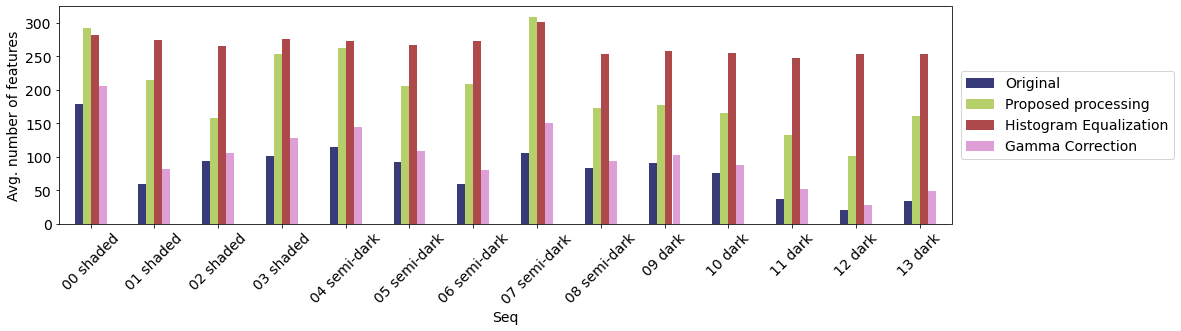 Avg. number of features
300
250
200
150
100
50
0
00 shaded
01 shaded
02 shaded
03 shaded
04 semi-dark
05 semi-dark
06 semi-dark
07 semi-dark
08 semi-dark
09 dark
10 dark
11 dark
12 dark
13 dark
Seq
Original
Proposed processing
Histogram Equalization
Gamma Correction